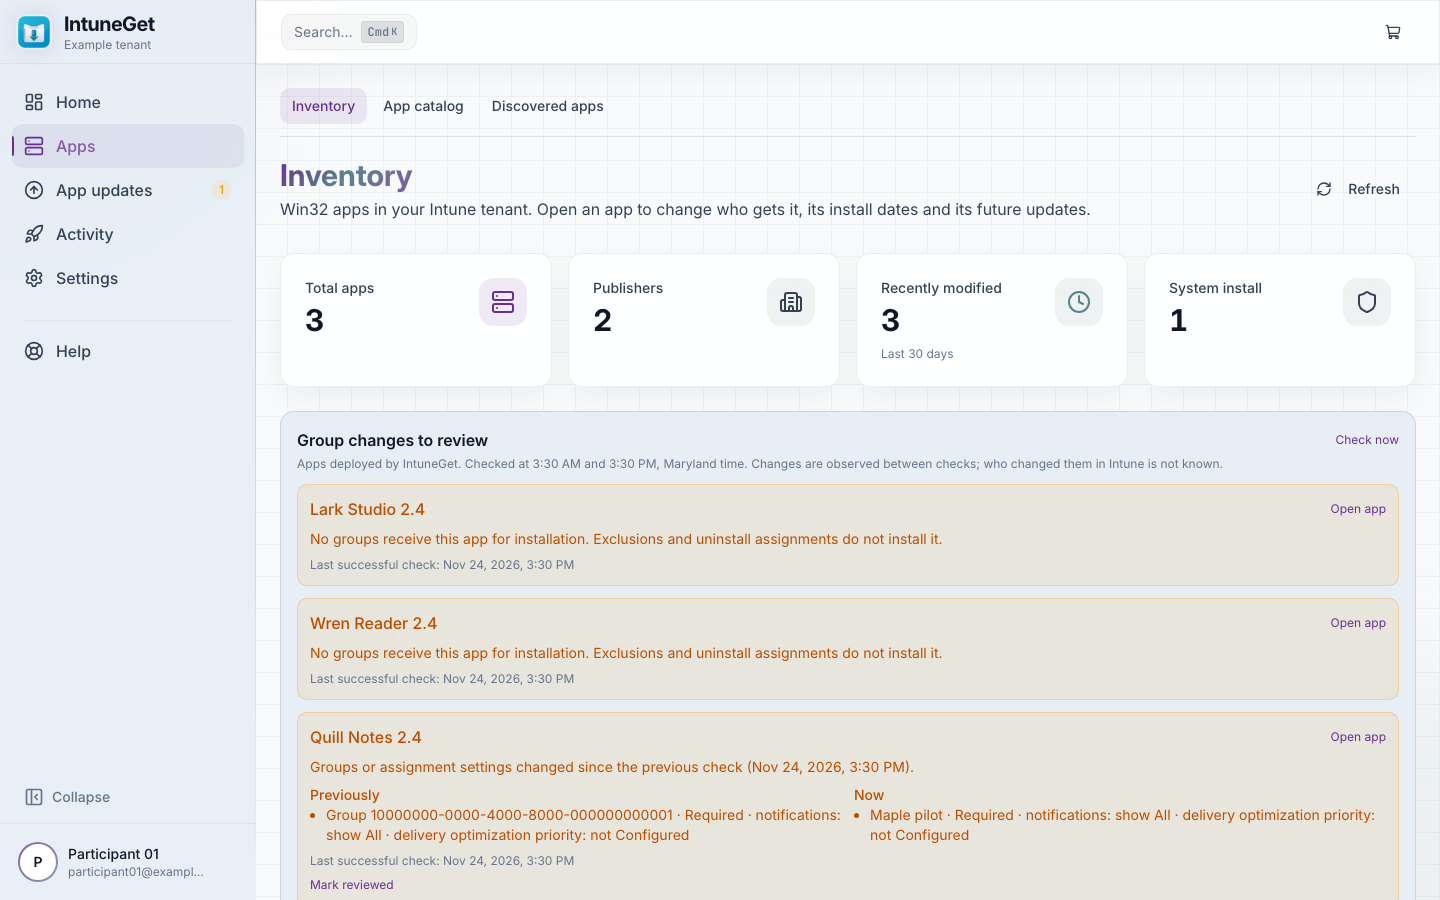 IntuneGet
Example tenant
Search... Cmd K
Home
Apps
App updates 1
Activity
Settings
Help
Collapse
P
Participant 01
participant01@exampl...
Inventory App catalog Discovered apps
Inventory
Win32 apps in your Intune tenant. Open an app to change who gets it, its install dates and its future updates.
Refresh
Total apps
3
Publishers
2
Recently modified
3
Last 30 days
System install
1
Group changes to review
Check now
Apps deployed by IntuneGet. Checked at 3:30 AM and 3:30 PM, Maryland time. Changes are observed between checks; who changed them in Intune is not known.
Lark Studio 2.4
Open app
No groups receive this app for installation. Exclusions and uninstall assignments do not install it.
Last successful check: Nov 24, 2026, 3:30 PM
Wren Reader 2.4
Open app
No groups receive this app for installation. Exclusions and uninstall assignments do not install it.
Last successful check: Nov 24, 2026, 3:30 PM
Quill Notes 2.4
Open app
Groups or assignment settings changed since the previous check (Nov 24, 2026, 3:30 PM).
Previously
• Group 10000000-0000-4000-8000-000000000001 · Required · notifications:
show All · delivery optimization priority: not Configured
Now
• Maple pilot · Required · notifications: show All · delivery optimization priority:
not Configured
Last successful check: Nov 24, 2026, 3:30 PM
Mark reviewed